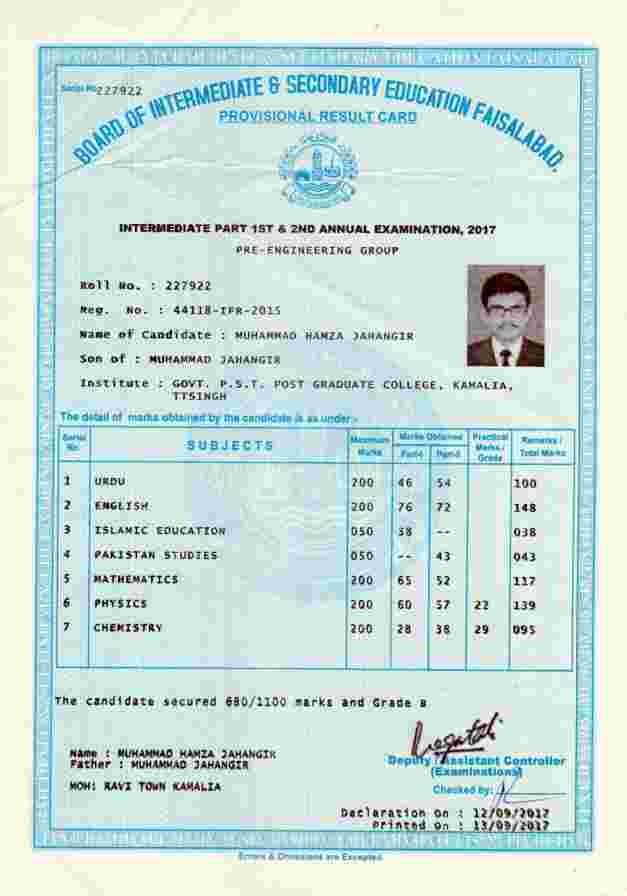 Serial No. 227922
BOARD OF INTERMEDIATE & SECONDARY EDUCATION FAISALABAD.
PROVISIONAL RESULT CARD
INTERMEDIATE PART 1ST & 2ND ANNUAL EXAMINATION, 2017
PRE-ENGINEERING GROUP
Roll No. : 227922
Reg. No. : 44118-IFR-2015
Name of Candidate : MUHAMMAD HAMZA JAHANGIR
Son of : MUHAMMAD JAHANGIR
Institute : GOVT. P.S.T. POST GRADUATE COLLEGE, KAMALIA,
TTSINGH
The detail of marks obtained by the candidate is as under:-
Serial No. SUBJECTS Maximum Marks Marks Obtained Part-I Part-II Practical Marks / Grade Remarks / Total Marks
1 URDU 200 46 54 100
2 ENGLISH 200 76 72 148
3 ISLAMIC EDUCATION 050 38 -- 038
4 PAKISTAN STUDIES 050 -- 43 043
5 MATHEMATICS 200 65 52 117
6 PHYSICS 200 60 57 22 139
7 CHEMISTRY 200 28 38 29 095
The candidate secured 680/1100 marks and Grade B
Name : MUHAMMAD HAMZA JAHANGIR
Father : MUHAMMAD JAHANGIR
MOH: RAVI TOWN KAMALIA
Deputy / Assistant Controller
(Examinations)
Checked by:
Declaration On : 12/09/2017
Printed On : 13/09/2017
Errors & Omissions are Excepted